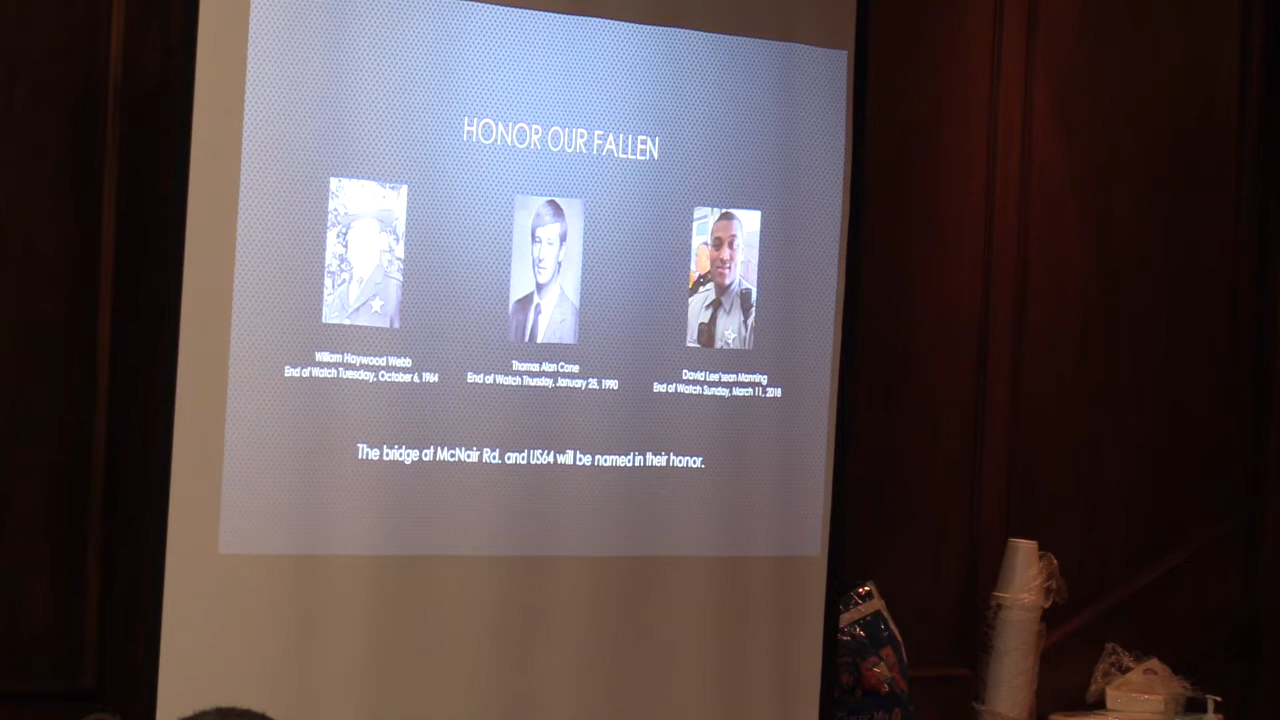 HONOR OUR FALLEN
William Haywood Webb
End of Watch Tuesday, October 6, 1964
Thomas Alan Cane
End of Watch Thursday, January 25, 1990
David Lee'sean Manning
End of Watch Sunday, March 11, 2018
The bridge at McNair Rd. and US64 will be named in their honor.